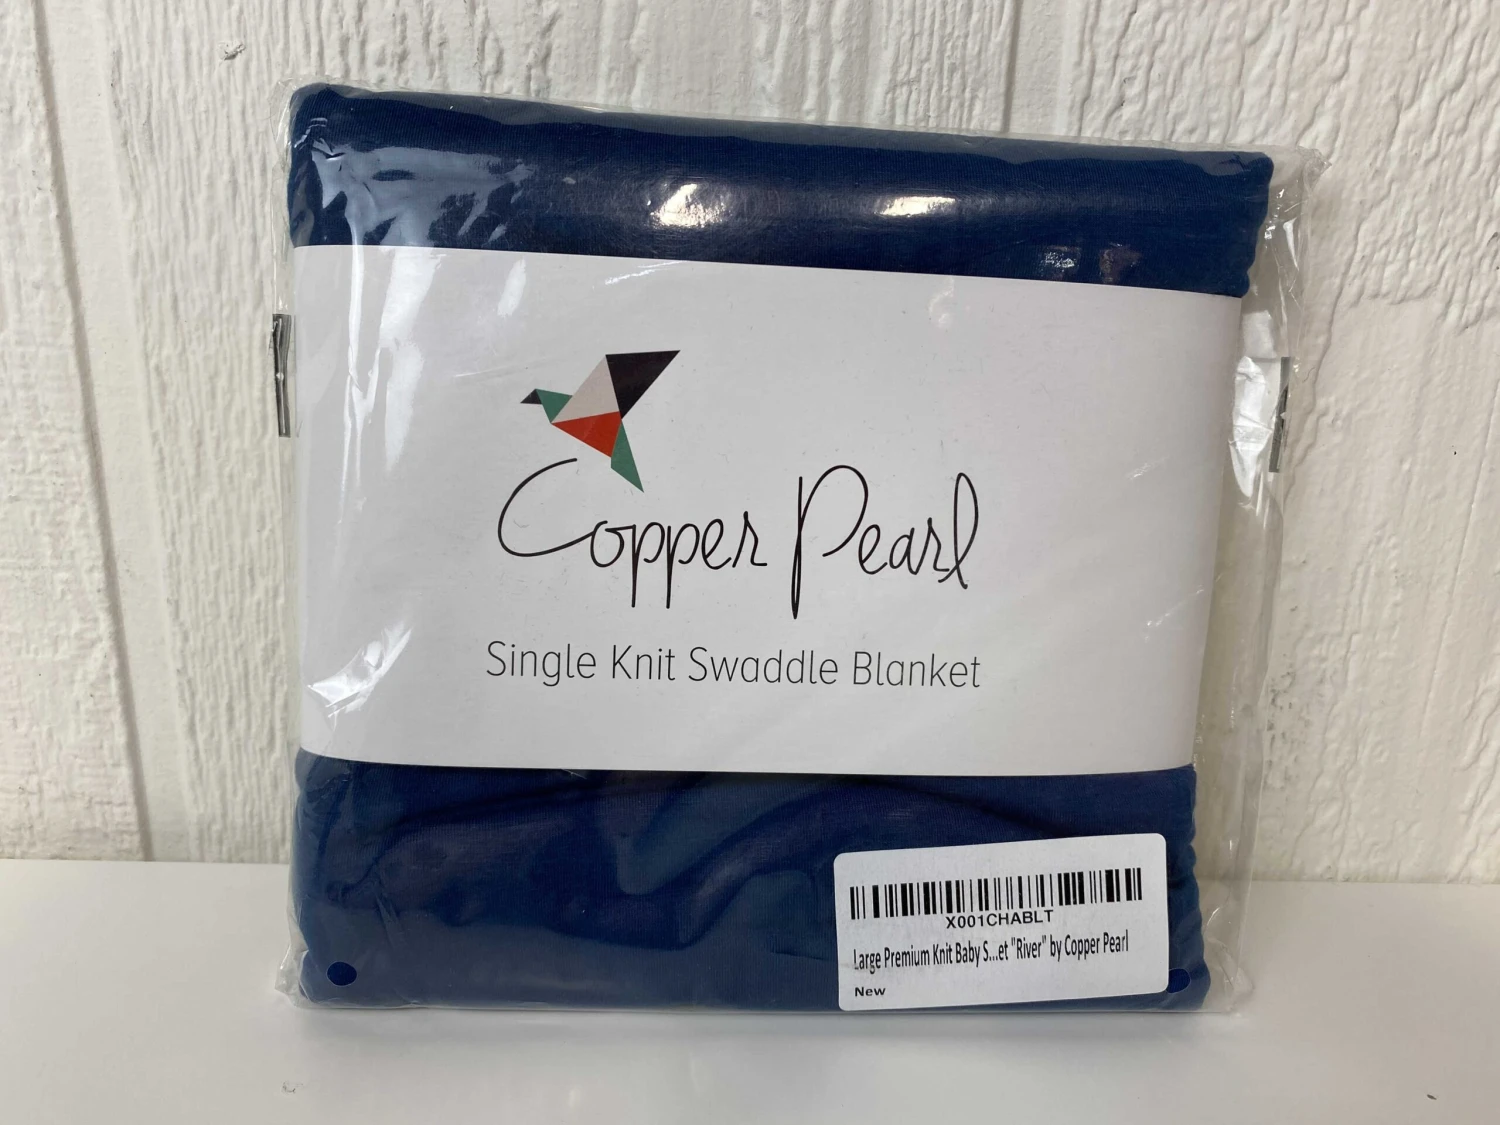 Copper Pearl
Single Knit Swaddle Blanket
X001CHABLT
Large Premium Knit Baby S...et "River" by Copper Pearl
New